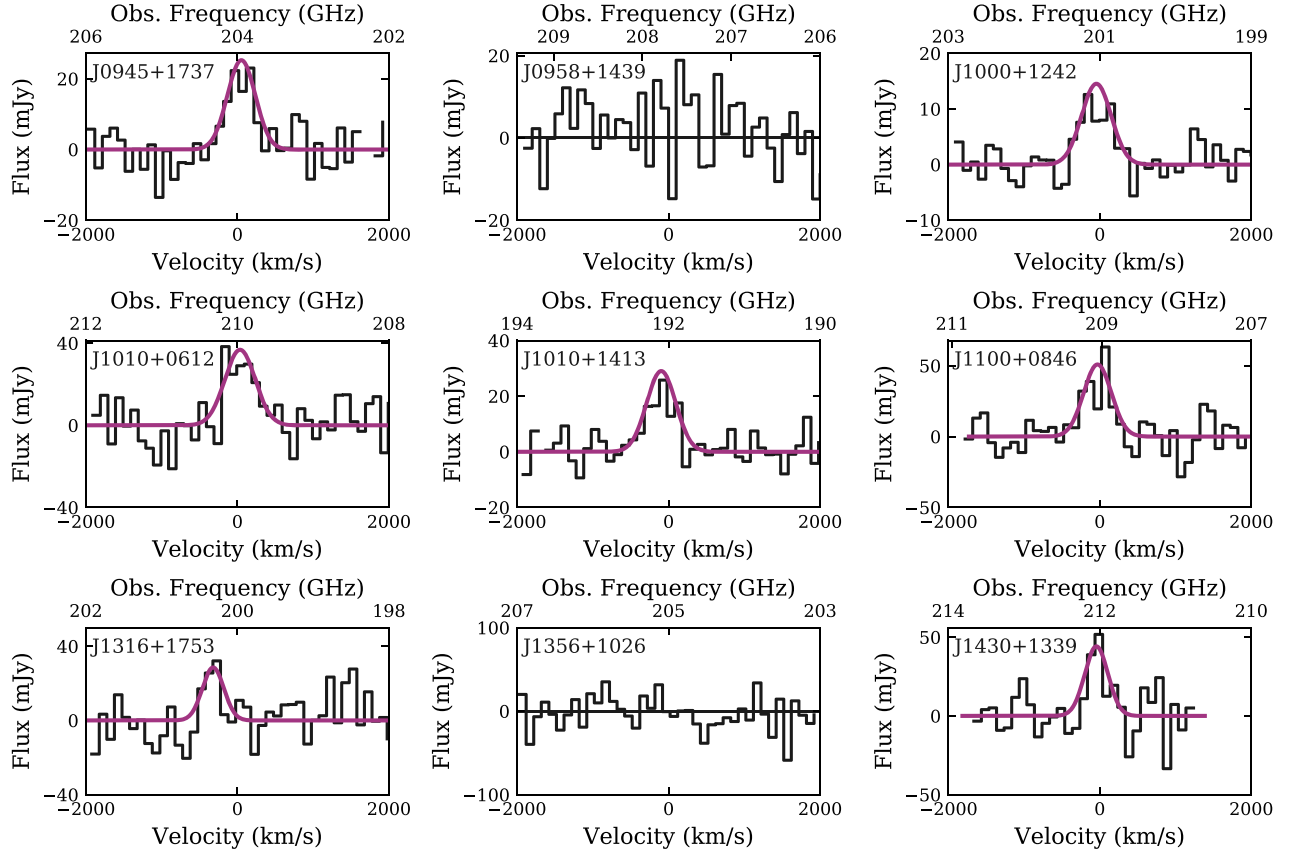 Obs. Frequency (GHz) Obs. Frequency (GHz) Obs. Frequency (GHz)
206 204 202 209 208 207 206 203 201 199
J0945+1737 J0958+1439 J1000+1242
Flux (mJy) 20 0 −20 Flux (mJy) 20 0 −20 Flux (mJy) 20 10 0 −10
−2000 0 2000 −2000 0 2000 −2000 0 2000
Velocity (km/s) Velocity (km/s) Velocity (km/s)
Obs. Frequency (GHz) Obs. Frequency (GHz) Obs. Frequency (GHz)
212 210 208 194 192 190 211 209 207
J1010+0612 J1010+1413 J1100+0846
Flux (mJy) 40 0 −40 Flux (mJy) 40 20 0 −20 Flux (mJy) 50 0 −50
−2000 0 2000 −2000 0 2000 −2000 0 2000
Velocity (km/s) Velocity (km/s) Velocity (km/s)
Obs. Frequency (GHz) Obs. Frequency (GHz) Obs. Frequency (GHz)
202 200 198 207 205 203 214 212 210
J1316+1753 J1356+1026 J1430+1339
Flux (mJy) 40 0 −40 Flux (mJy) 100 0 −100 Flux (mJy) 50 0 −50
−2000 0 2000 −2000 0 2000 −2000 0 2000
Velocity (km/s) Velocity (km/s) Velocity (km/s)